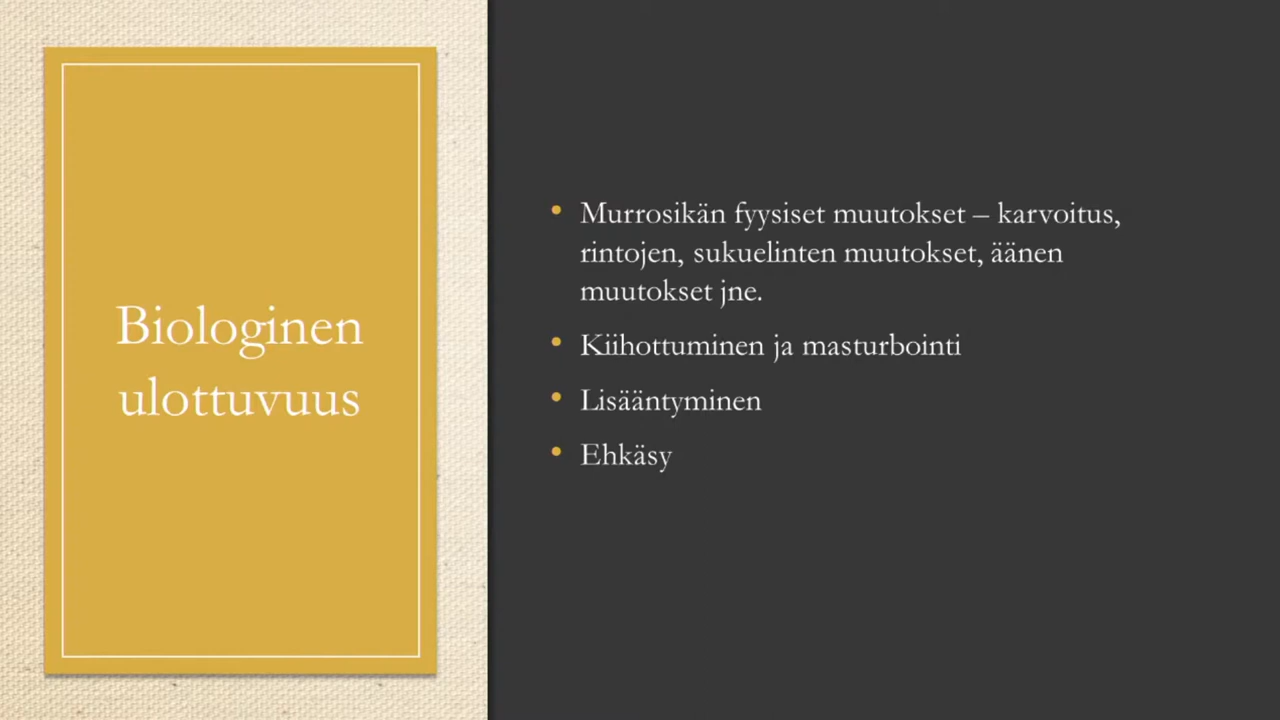 Biologinen
ulottuvuus
• Murrosikän fyysiset muutokset – karvoitus,
rintojen, sukuelinten muutokset, äänen
muutokset jne.
• Kiihottuminen ja masturbointi
• Lisääntyminen
• Ehkäsy